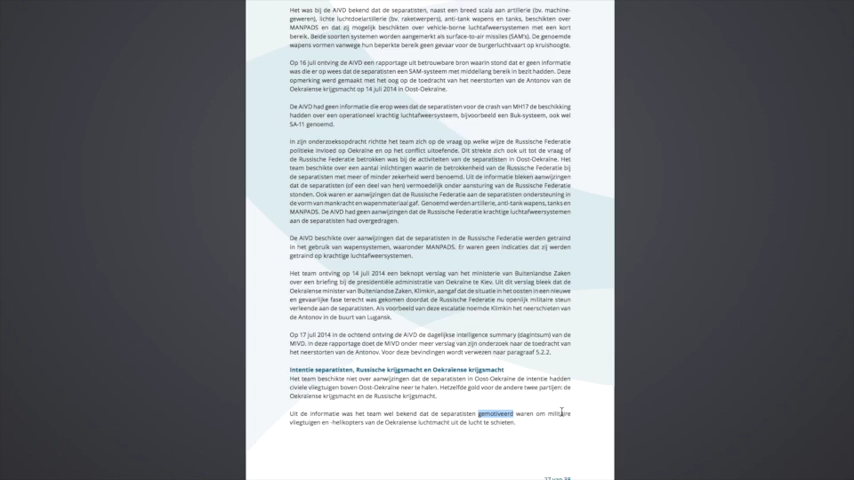 Het was bij de AIVD bekend dat de separatisten, naast een breed scala aan artillerie (bv. machine-
geweren), lichte luchtdoelartillerie (bv. raketwerpers), anti-tank wapens en tanks, beschikten over
MANPADS en dat zij mogelijk beschikten over vehicle-borne luchtafweersystemen met een kort
bereik. Beide soorten systemen worden aangemerkt als surface-to-air missiles (SAM's). De genoemde
wapens vormen vanwege hun beperkte bereik geen gevaar voor de burgerluchtvaart op kruishoogte.
Op 16 juli ontving de AIVD een rapportage uit betrouwbare bron waarin stond dat er geen informatie
was die er op wees dat de separatisten een SAM-systeem met middellang bereik in bezit hadden. Deze
opmerking werd gemaakt met het oog op de toedracht van het neerstorten van de Antonov van de
Oekraïense krijgsmacht op 14 juli 2014 in Oost-Oekraïne.
De AIVD had geen informatie die erop wees dat de separatisten voor de crash van MH17 de beschikking
hadden over een operationeel krachtig luchtafweersysteem, bijvoorbeeld een Buk-systeem, ook wel
SA-11 genoemd.
In zijn onderzoeksopdracht richtte het team zich op de vraag op welke wijze de Russische Federatie
politieke invloed op Oekraïne en op het conflict uitoefende. Dit strekte zich ook uit tot de vraag of
de Russische Federatie betrokken was bij de activiteiten van de separatisten in Oost-Oekraïne. Het
team beschikte over een aantal inlichtingen waarin de betrokkenheid van de Russische Federatie bij
de separatisten met meer of minder zekerheid werd benoemd. Uit de informatie bleken aanwijzingen
dat de separatisten (of een deel van hen) vermoedelijk onder aansturing van de Russische Federatie
stonden. Ook waren er aanwijzingen dat de Russische Federatie aan de separatisten ondersteuning in
de vorm van mankracht en wapenmateriaal gaf. Genoemd werden artillerie, anti-tank wapens, tanks en
MANPADS. De AIVD had geen aanwijzingen dat de Russische Federatie krachtige luchtafweersystemen
aan de separatisten had overgedragen.
De AIVD beschikte over aanwijzingen dat de separatisten in de Russische Federatie werden getraind
in het gebruik van wapensystemen, waaronder MANPADS. Er waren geen indicaties dat zij werden
getraind op krachtige luchtafweersystemen.
Het team ontving op 14 juli 2014 een beknopt verslag van het ministerie van Buitenlandse Zaken
over een briefing bij de presidentiële administratie van Oekraïne te Kiev. Uit dit verslag bleek dat de
Oekraïense minister van Buitenlandse Zaken, Klimkin, aangaf dat de situatie in het oosten in een nieuwe
en gevaarlijke fase terecht was gekomen doordat de Russische Federatie nu openlijk militaire steun
verleende aan de separatisten. Als voorbeeld van deze escalatie noemde Klimkin het neerschieten van
de Antonov in de buurt van Lugansk.
Op 17 juli 2014 in de ochtend ontving de AIVD de dagelijkse intelligence summary (dagintsum) van de
MIVD. In deze rapportage doet de MIVD onder meer verslag van zijn onderzoek naar de toedracht van
het neerstorten van de Antonov. Voor deze bevindingen wordt verwezen naar paragraaf 5.2.2.
Intentie separatisten, Russische krijgsmacht en Oekraïense krijgsmacht
Het team beschikte niet over aanwijzingen dat de separatisten in Oost-Oekraïne de intentie hadden
civiele vliegtuigen boven Oost-Oekraïne neer te halen. Hetzelfde gold voor de andere twee partijen: de
Oekraïense krijgsmacht en de Russische krijgsmacht.
Uit de informatie was het team wel bekend dat de separatisten gemotiveerd waren om militaire
vliegtuigen en -helikopters van de Oekraïense luchtmacht uit de lucht te schieten.